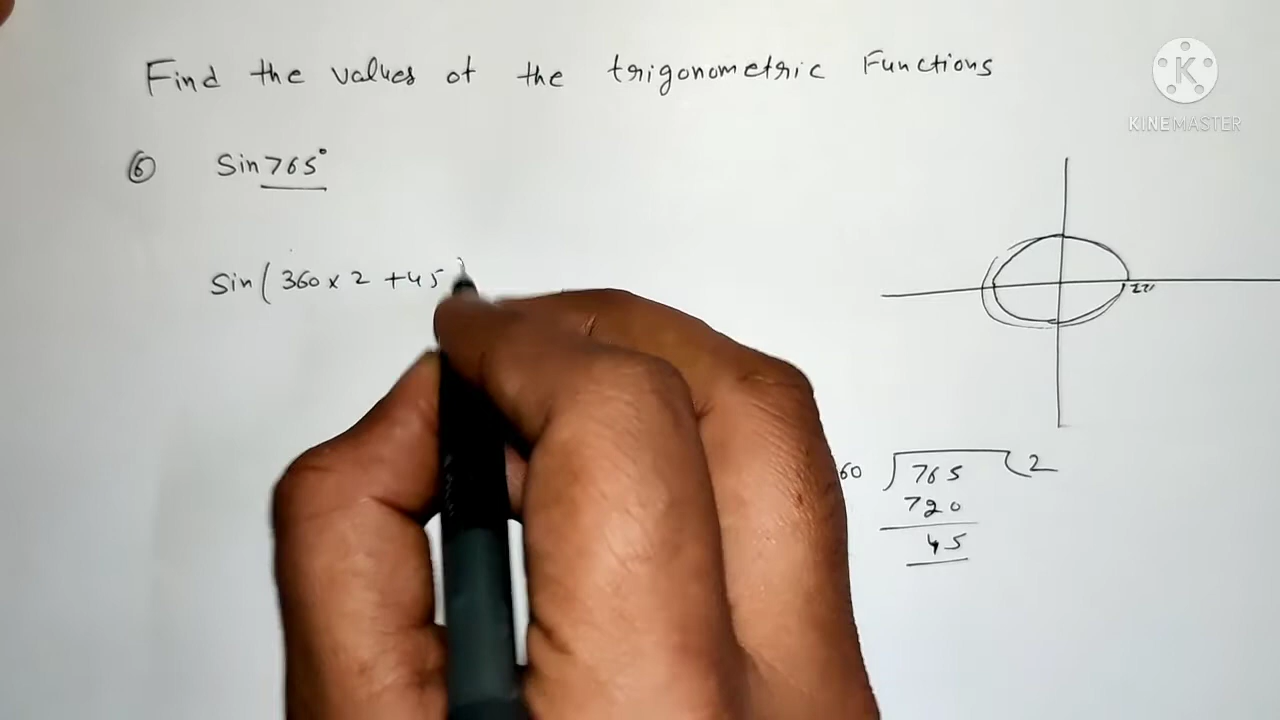 Find the values of the trigonometric Functions
K
KINEMASTER
⑥ Sin 765°
Sin ( 360 × 2 + 45 )
60 ) 765 ( 2
720
45